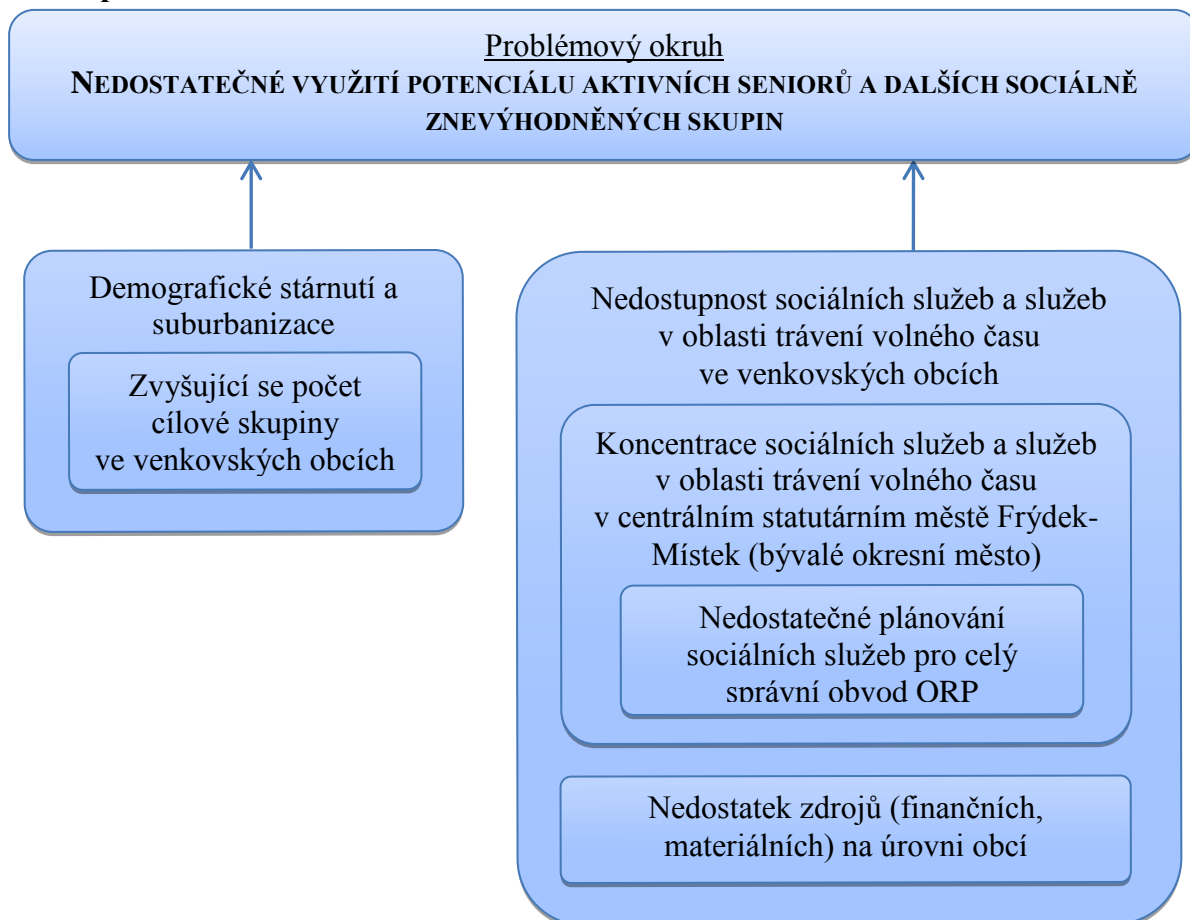 Problémový okruh
NEDOSTATEČNÉ VYUŽITÍ POTENCIÁLU AKTIVNÍCH SENIORŮ A DALŠÍCH SOCIÁLNĚ
ZNEVÝHODNĚNÝCH SKUPIN
Demografické stárnutí a
suburbanizace
Zvyšující se počet
cílové skupiny
ve venkovských obcích
Nedostupnost sociálních služeb a služeb
v oblasti trávení volného času
ve venkovských obcích
Koncentrace sociálních služeb a služeb
v oblasti trávení volného času
v centrálním statutárním městě Frýdek-
Místek (bývalé okresní město)
Nedostatečné plánování
sociálních služeb pro celý
správní obvod ORP
Nedostatek zdrojů (finančních,
materiálních) na úrovni obcí